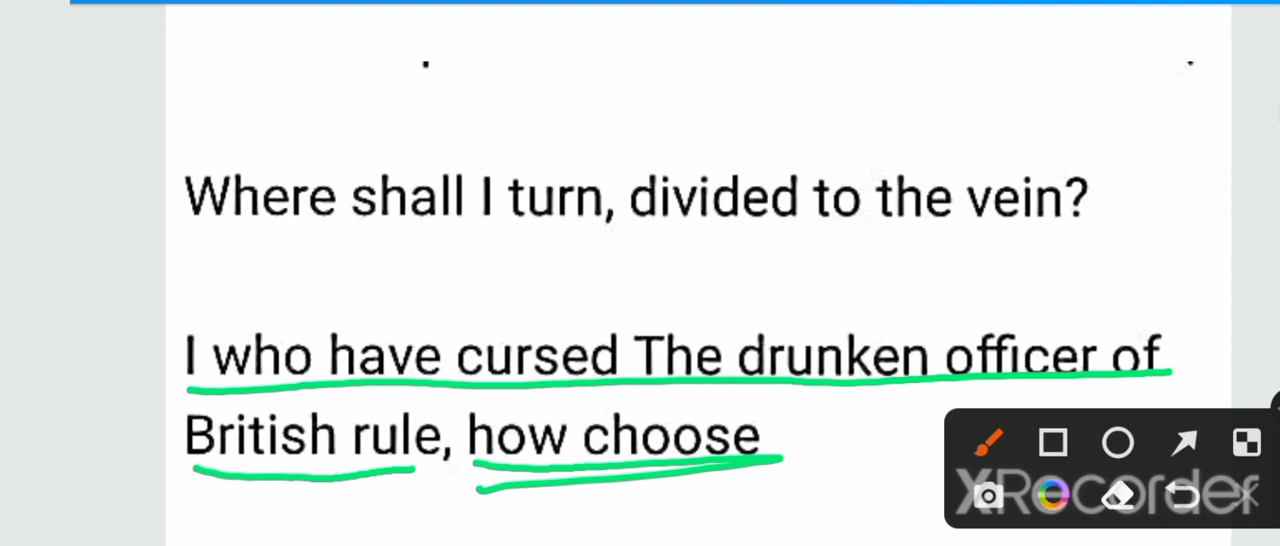 Where shall I turn, divided to the vein?
I who have cursed The drunken officer of
British rule, how choose
XRecorder